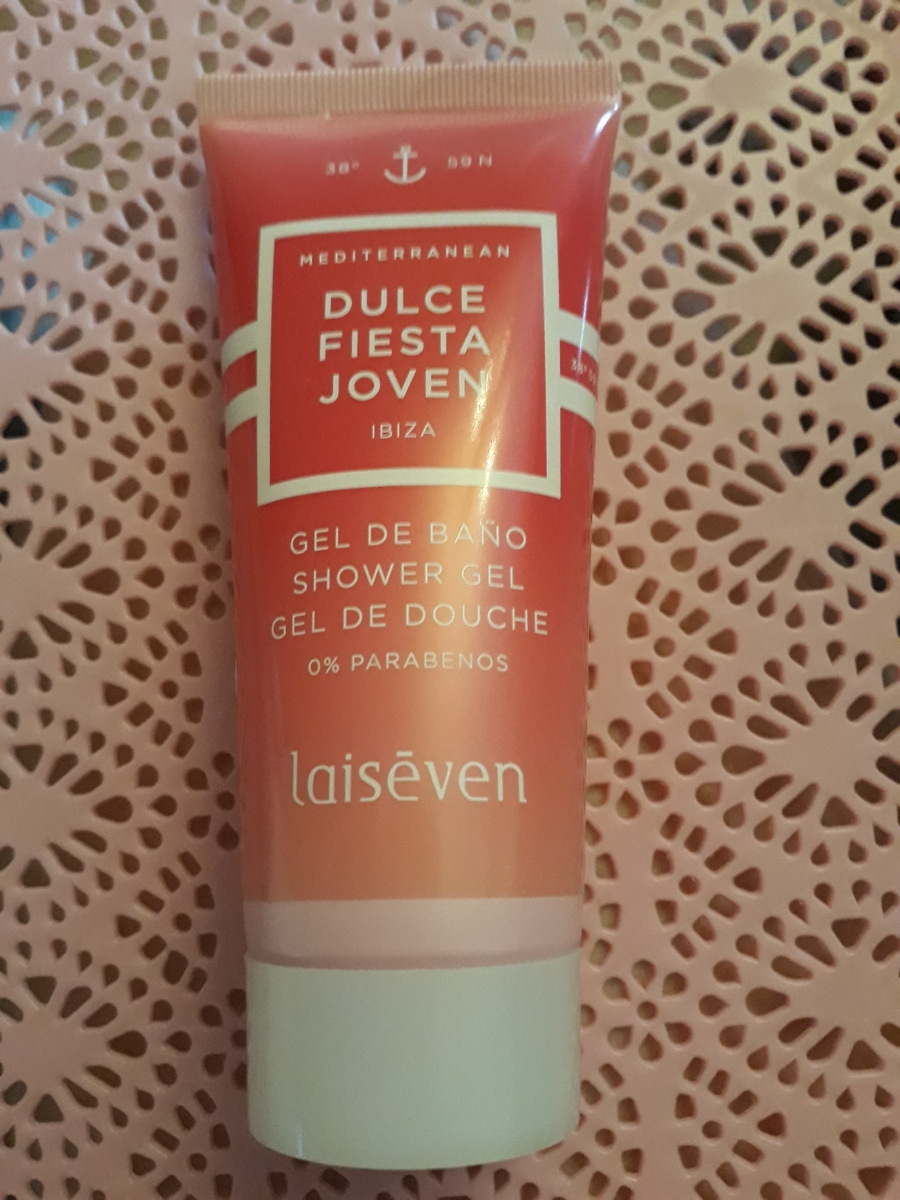 38° 59 N
MEDITERRANEAN
DULCE
FIESTA
JOVEN
IBIZA
GEL DE BAÑO
SHOWER GEL
GEL DE DOUCHE
0% PARABENOS
laisēven